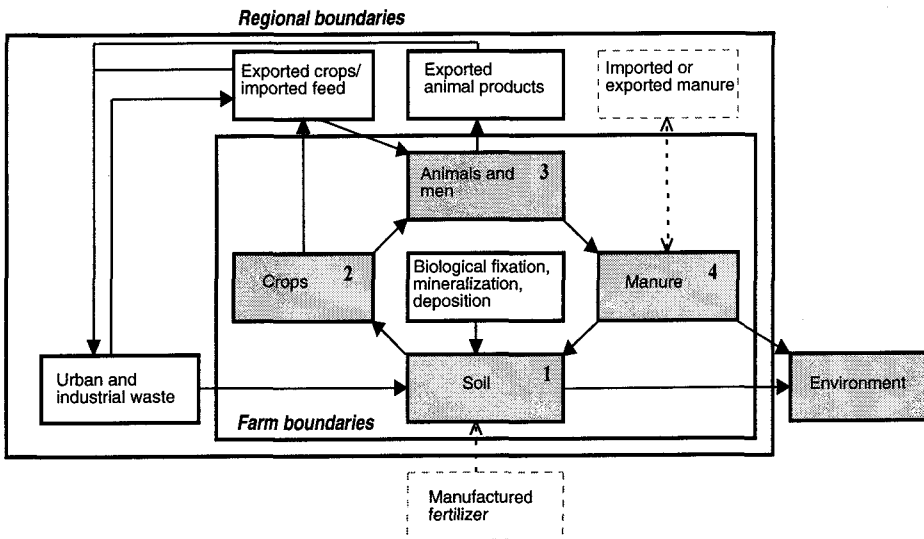 Regional boundaries
Exported crops/
imported feed
Exported
animal products
Imported or
exported manure
Animals and
men
3
Crops
2
Biological fixation,
mineralization,
deposition
Manure
4
Urban and
industrial waste
Soil
1
Environment
Farm boundaries
Manufactured
fertilizer